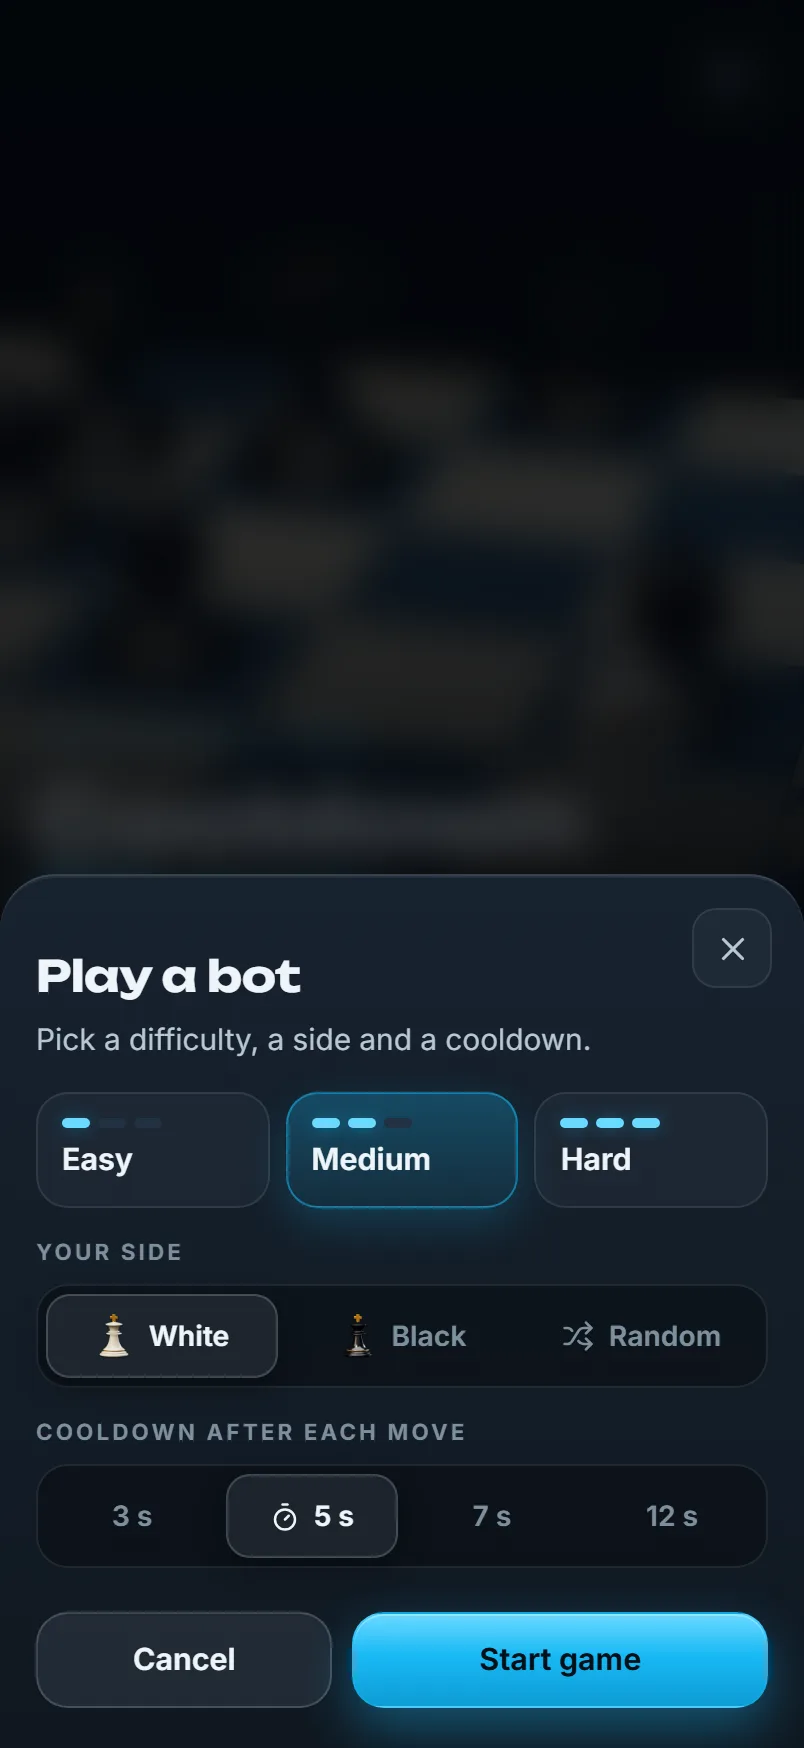 Play a bot
Pick a difficulty, a side and a cooldown.
Easy
Medium
Hard
YOUR SIDE
White
Black
Random
COOLDOWN AFTER EACH MOVE
3 s
5 s
7 s
12 s
Cancel
Start game